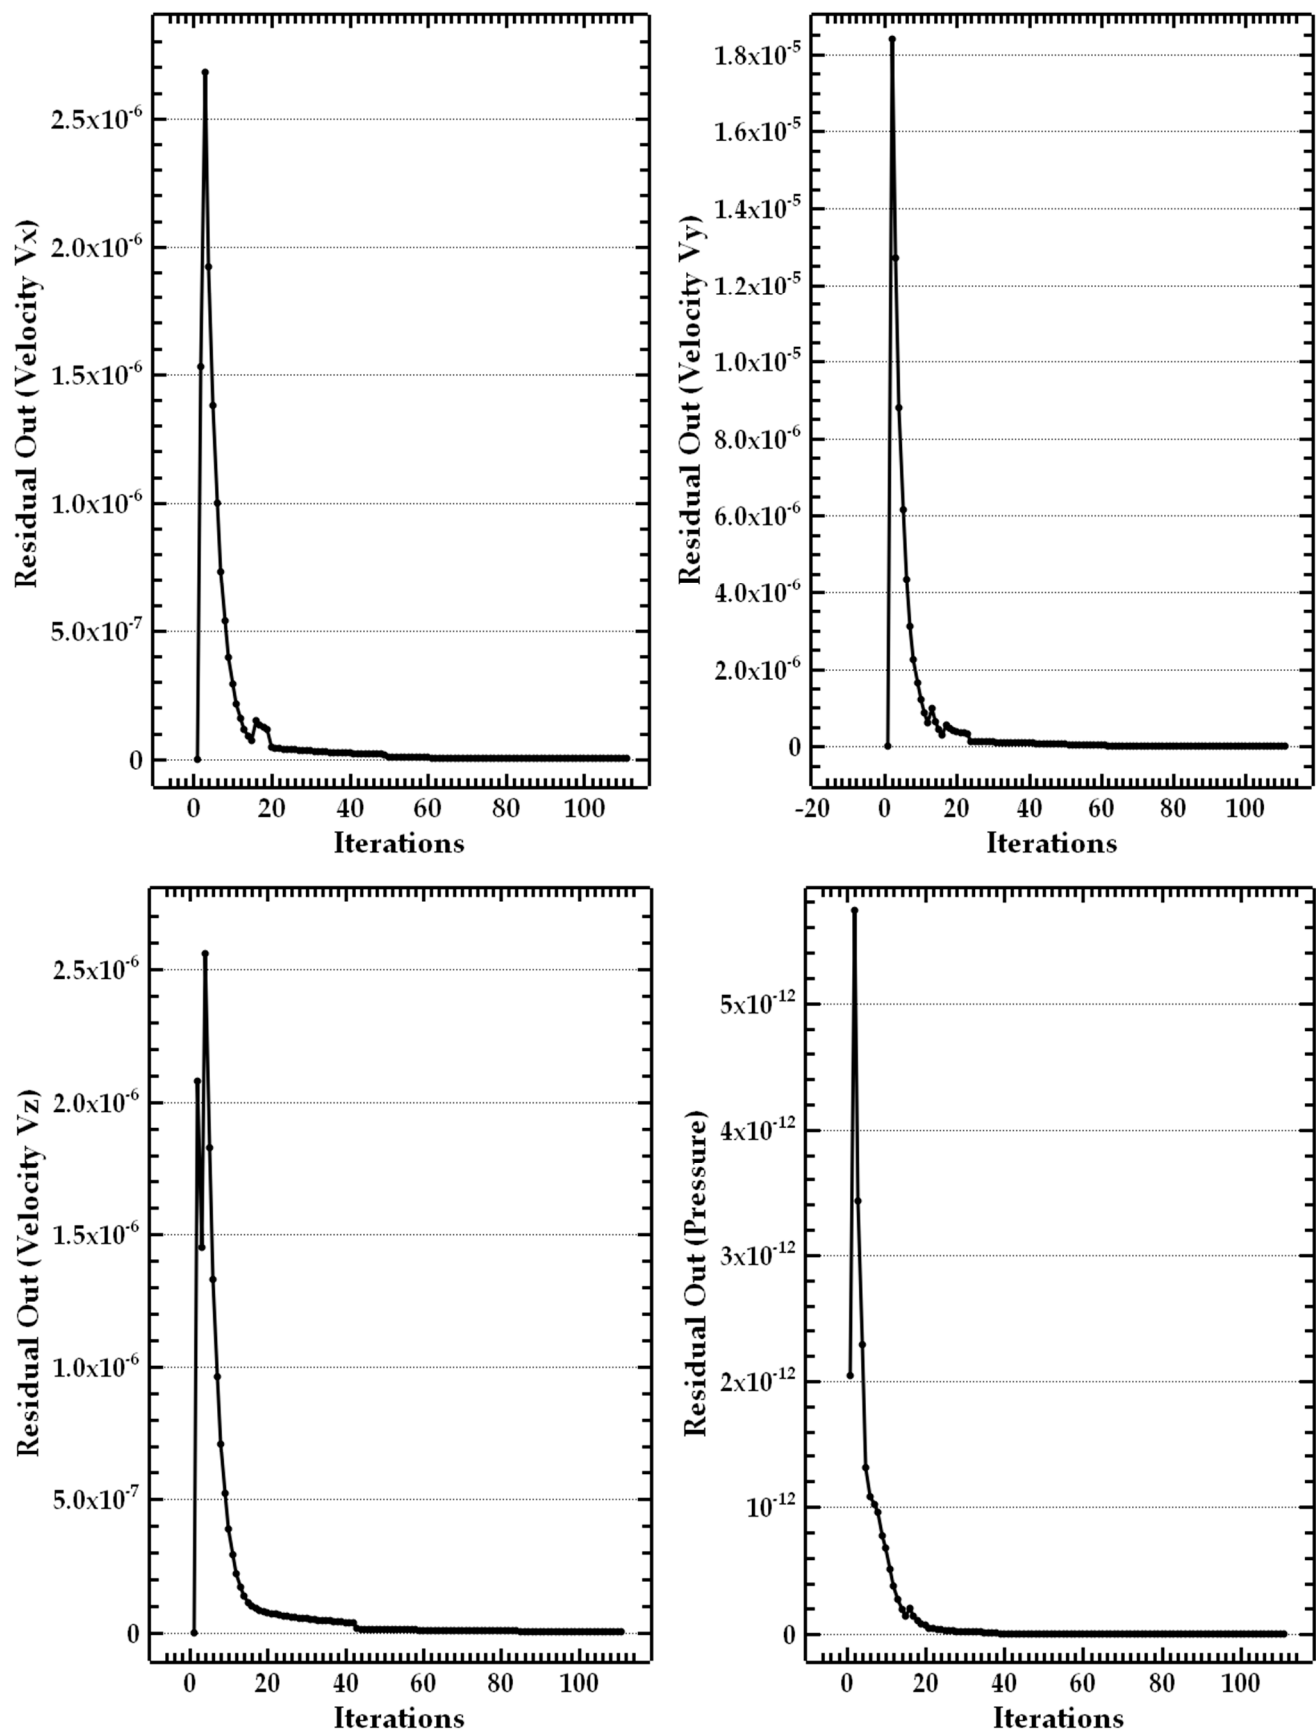 Residual Out (Velocity Vx)
2.5x10⁻⁶
2.0x10⁻⁶
1.5x10⁻⁶
1.0x10⁻⁶
5.0x10⁻⁷
0
0 20 40 60 80 100
Iterations
Residual Out (Velocity Vy)
1.8x10⁻⁵
1.6x10⁻⁵
1.4x10⁻⁵
1.2x10⁻⁵
1.0x10⁻⁵
8.0x10⁻⁶
6.0x10⁻⁶
4.0x10⁻⁶
2.0x10⁻⁶
0
-20 0 20 40 60 80 100
Iterations
Residual Out (Velocity Vz)
2.5x10⁻⁶
2.0x10⁻⁶
1.5x10⁻⁶
1.0x10⁻⁶
5.0x10⁻⁷
0
0 20 40 60 80 100
Iterations
Residual Out (Pressure)
5x10⁻¹²
4x10⁻¹²
3x10⁻¹²
2x10⁻¹²
10⁻¹²
0
0 20 40 60 80 100
Iterations